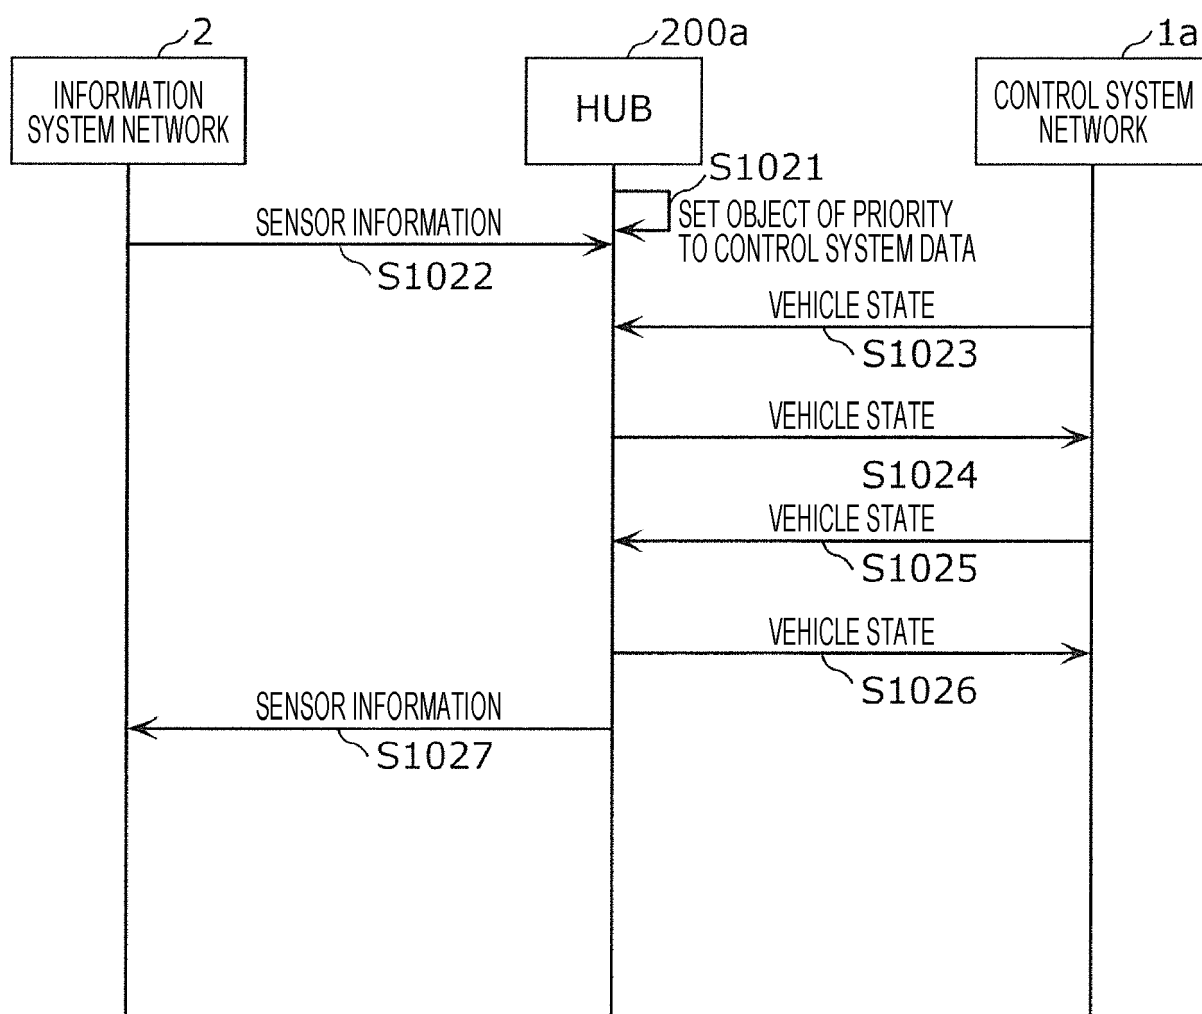 2
200a
1a
INFORMATION
SYSTEM NETWORK
HUB
CONTROL SYSTEM
NETWORK
S1021
SET OBJECT OF PRIORITY
TO CONTROL SYSTEM DATA
SENSOR INFORMATION
S1022
VEHICLE STATE
S1023
VEHICLE STATE
S1024
VEHICLE STATE
S1025
VEHICLE STATE
S1026
SENSOR INFORMATION
S1027